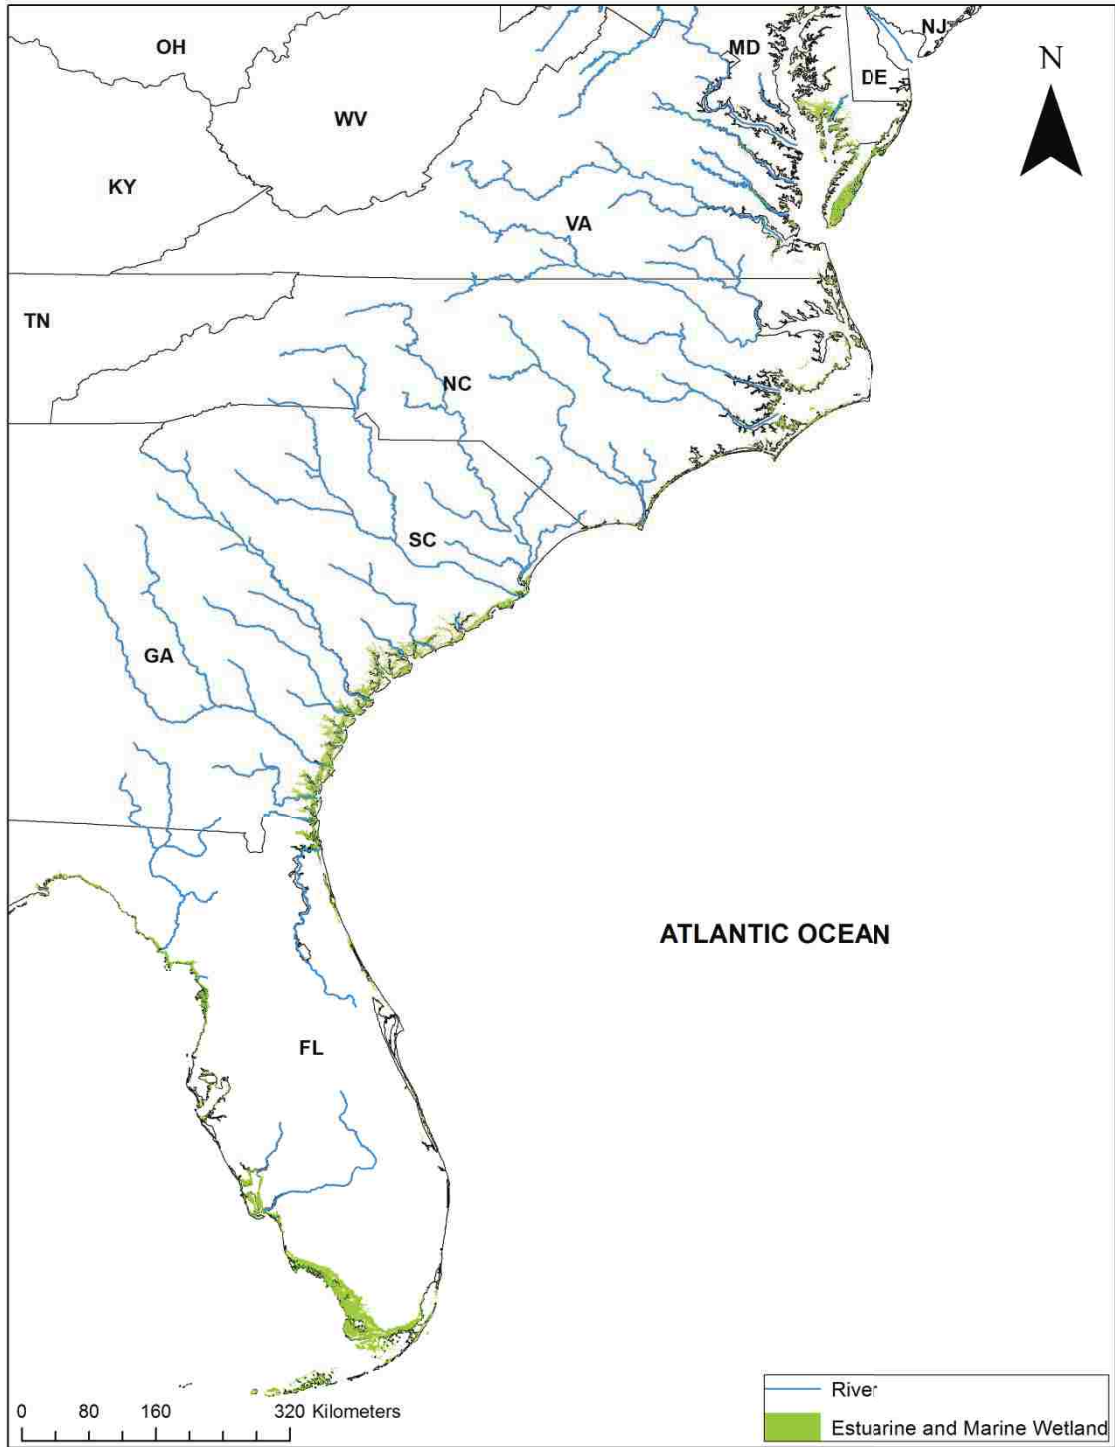 OH
MD
NJ
DE
N
WV
KY
VA
TN
NC
SC
GA
ATLANTIC OCEAN
FL
River
0 80 160 320 Kilometers
Estuarine and Marine Wetland